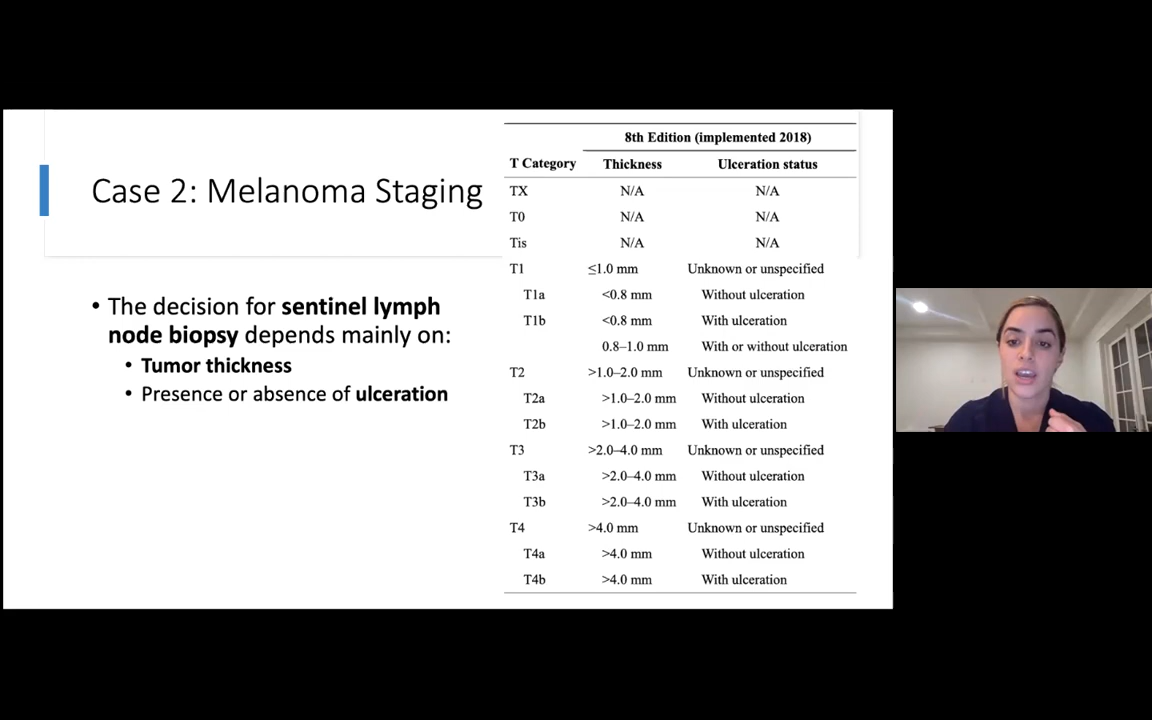 Case 2: Melanoma Staging
• The decision for sentinel lymph
node biopsy depends mainly on:
• Tumor thickness
• Presence or absence of ulceration
8th Edition (implemented 2018)
T Category Thickness Ulceration status
TX N/A N/A
T0 N/A N/A
Tis N/A N/A
T1 ≤1.0 mm Unknown or unspecified
T1a <0.8 mm Without ulceration
T1b <0.8 mm With ulceration
0.8–1.0 mm With or without ulceration
T2 >1.0–2.0 mm Unknown or unspecified
T2a >1.0–2.0 mm Without ulceration
T2b >1.0–2.0 mm With ulceration
T3 >2.0–4.0 mm Unknown or unspecified
T3a >2.0–4.0 mm Without ulceration
T3b >2.0–4.0 mm With ulceration
T4 >4.0 mm Unknown or unspecified
T4a >4.0 mm Without ulceration
T4b >4.0 mm With ulceration